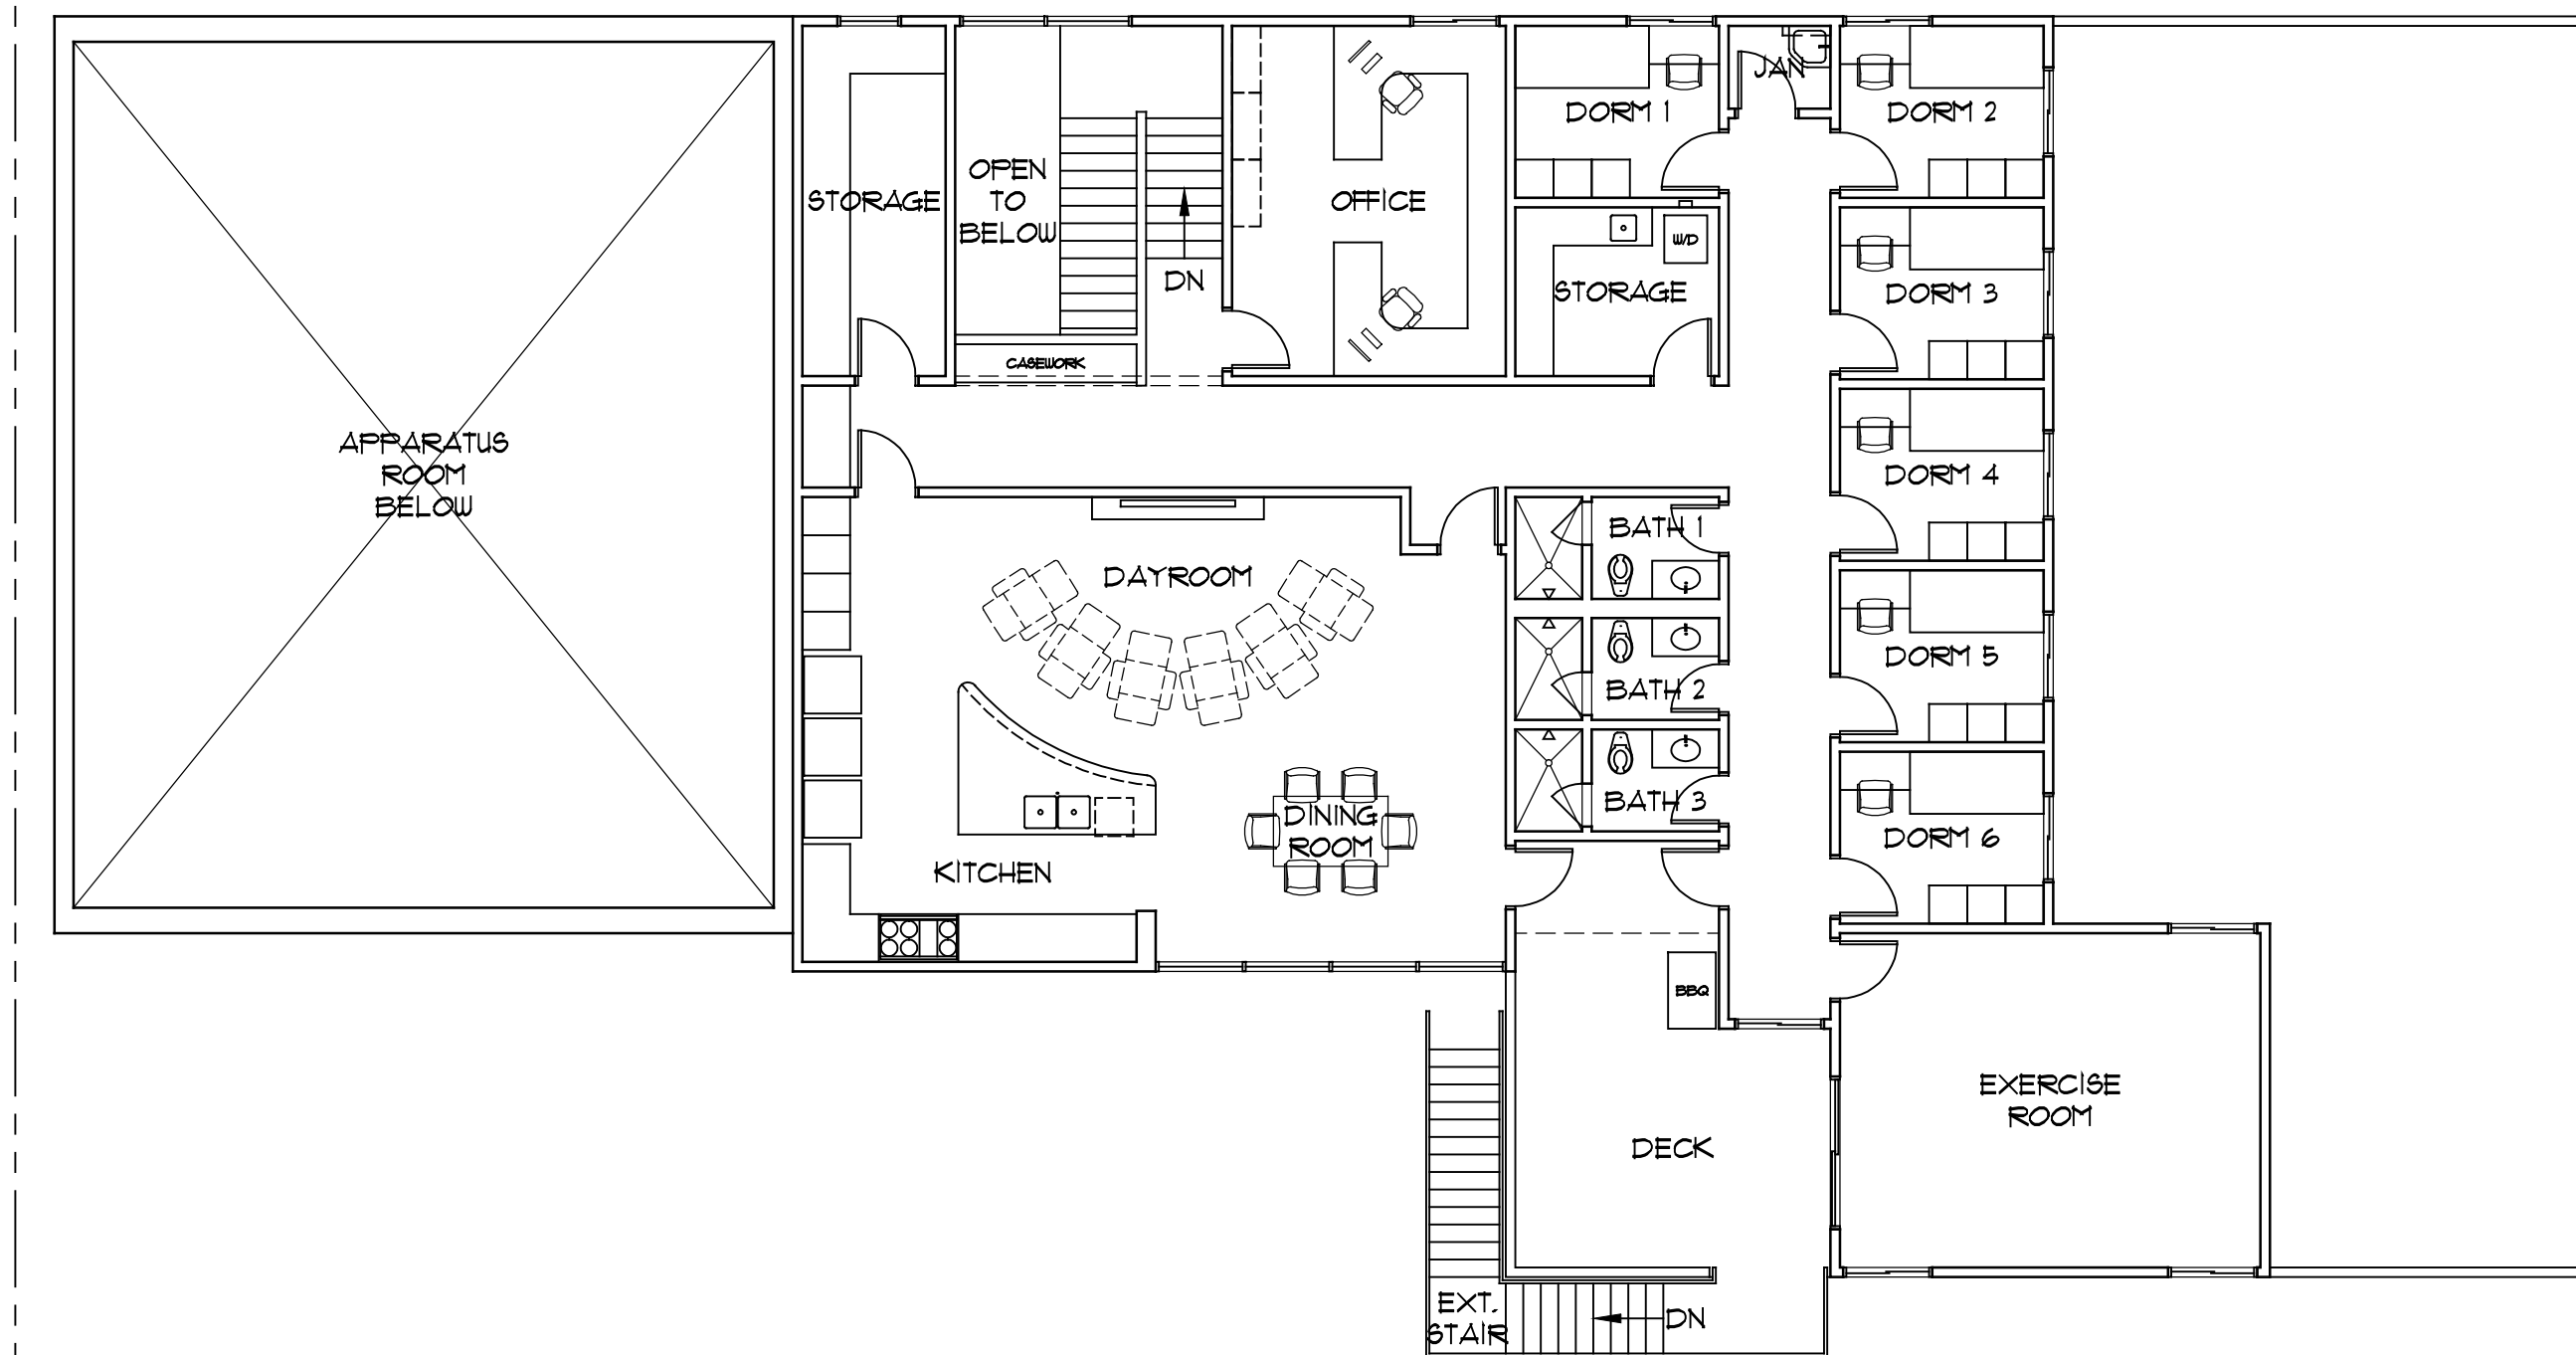 JAN
DORM 1
DORM 2
OPEN
TO
BELOW
STORAGE
OFFICE
W/D
DN
STORAGE
DORM 3
CASEWORK
APPARATUS
ROOM
BELOW
DORM 4
BATH 1
DAYROOM
DORM 5
BATH 2
BATH 3
DINING
ROOM
DORM 6
KITCHEN
BBQ
EXERCISE
ROOM
DECK
EXT.
STAIR
DN